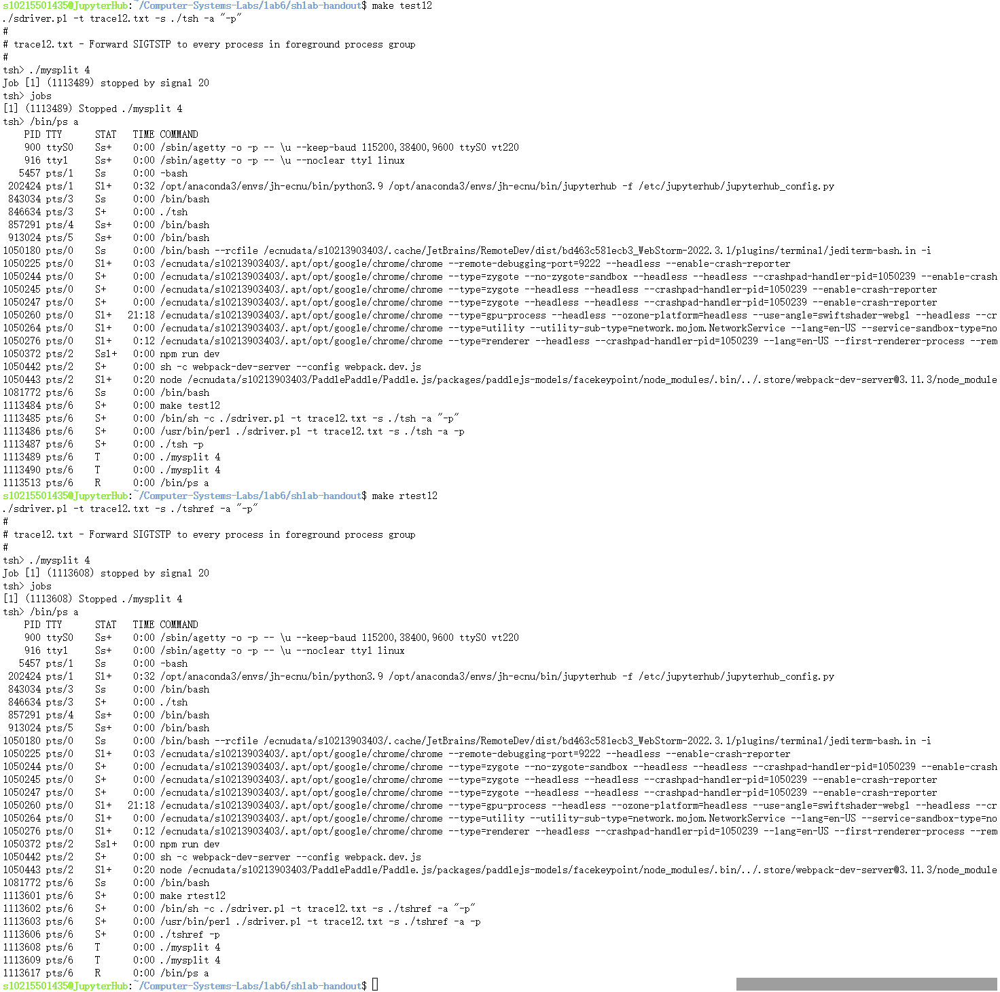 s10215501435@JupyterHub:~/Computer-Systems-Labs/lab6/shlab-handout$ make test12
./sdriver.pl -t trace12.txt -s ./tsh -a "-p"
#
# trace12.txt - Forward SIGTSTP to every process in foreground process group
#
tsh> ./mysplit 4
Job [1] (1113489) stopped by signal 20
tsh> jobs
[1] (1113489) Stopped ./mysplit 4
tsh> /bin/ps a
    PID TTY      STAT   TIME COMMAND
    900 ttyS0    Ss+    0:00 /sbin/agetty -o -p -- \u --keep-baud 115200,38400,9600 ttyS0 vt220
    916 tty1     Ss+    0:00 /sbin/agetty -o -p -- \u --noclear tty1 linux
   5457 pts/1    Ss     0:00 -bash
 202424 pts/1    Sl+    0:32 /opt/anaconda3/envs/jh-ecnu/bin/python3.9 /opt/anaconda3/envs/jh-ecnu/bin/jupyterhub -f /etc/jupyterhub/jupyterhub_config.py
 843034 pts/3    Ss     0:00 /bin/bash
 846634 pts/3    S+     0:00 ./tsh
 857291 pts/4    Ss+    0:00 /bin/bash
 913024 pts/5    Ss+    0:00 /bin/bash
1050180 pts/0    Ss     0:00 /bin/bash --rcfile /ecnudata/s10213903403/.cache/JetBrains/RemoteDev/dist/bd463c581ecb3_WebStorm-2022.3.1/plugins/terminal/jediterm-bash.in -i
1050225 pts/0    Sl+    0:03 /ecnudata/s10213903403/.apt/opt/google/chrome/chrome --remote-debugging-port=9222 --headless --enable-crash-reporter
1050244 pts/0    S+     0:00 /ecnudata/s10213903403/.apt/opt/google/chrome/chrome --type=zygote --no-zygote-sandbox --headless --headless --crashpad-handler-pid=1050239 --enable-crash
1050245 pts/0    S+     0:00 /ecnudata/s10213903403/.apt/opt/google/chrome/chrome --type=zygote --headless --headless --crashpad-handler-pid=1050239 --enable-crash-reporter
1050247 pts/0    S+     0:00 /ecnudata/s10213903403/.apt/opt/google/chrome/chrome --type=zygote --headless --headless --crashpad-handler-pid=1050239 --enable-crash-reporter
1050260 pts/0    Sl+   21:18 /ecnudata/s10213903403/.apt/opt/google/chrome/chrome --type=gpu-process --headless --ozone-platform=headless --use-angle=swiftshader-webgl --headless --cr
1050264 pts/0    Sl+    0:00 /ecnudata/s10213903403/.apt/opt/google/chrome/chrome --type=utility --utility-sub-type=network.mojom.NetworkService --lang=en-US --service-sandbox-type=no
1050276 pts/0    Sl+    0:12 /ecnudata/s10213903403/.apt/opt/google/chrome/chrome --type=renderer --headless --crashpad-handler-pid=1050239 --lang=en-US --first-renderer-process --rem
1050372 pts/2    Ssl+   0:00 npm run dev
1050442 pts/2    S+     0:00 sh -c webpack-dev-server --config webpack.dev.js
1050443 pts/2    Sl+    0:20 node /ecnudata/s10213903403/PaddlePaddle/Paddle.js/packages/paddlejs-models/facekeypoint/node_modules/.bin/../.store/webpack-dev-server@3.11.3/node_module
1081772 pts/6    Ss     0:00 /bin/bash
1113484 pts/6    S+     0:00 make test12
1113485 pts/6    S+     0:00 /bin/sh -c ./sdriver.pl -t trace12.txt -s ./tsh -a "-p"
1113486 pts/6    S+     0:00 /usr/bin/perl ./sdriver.pl -t trace12.txt -s ./tsh -a -p
1113487 pts/6    S+     0:00 ./tsh -p
1113489 pts/6    T      0:00 ./mysplit 4
1113490 pts/6    T      0:00 ./mysplit 4
1113513 pts/6    R      0:00 /bin/ps a
s10215501435@JupyterHub:~/Computer-Systems-Labs/lab6/shlab-handout$ make rtest12
./sdriver.pl -t trace12.txt -s ./tshref -a "-p"
#
# trace12.txt - Forward SIGTSTP to every process in foreground process group
#
tsh> ./mysplit 4
Job [1] (1113608) stopped by signal 20
tsh> jobs
[1] (1113608) Stopped ./mysplit 4
tsh> /bin/ps a
    PID TTY      STAT   TIME COMMAND
    900 ttyS0    Ss+    0:00 /sbin/agetty -o -p -- \u --keep-baud 115200,38400,9600 ttyS0 vt220
    916 tty1     Ss+    0:00 /sbin/agetty -o -p -- \u --noclear tty1 linux
   5457 pts/1    Ss     0:00 -bash
 202424 pts/1    Sl+    0:32 /opt/anaconda3/envs/jh-ecnu/bin/python3.9 /opt/anaconda3/envs/jh-ecnu/bin/jupyterhub -f /etc/jupyterhub/jupyterhub_config.py
 843034 pts/3    Ss     0:00 /bin/bash
 846634 pts/3    S+     0:00 ./tsh
 857291 pts/4    Ss+    0:00 /bin/bash
 913024 pts/5    Ss+    0:00 /bin/bash
1050180 pts/0    Ss     0:00 /bin/bash --rcfile /ecnudata/s10213903403/.cache/JetBrains/RemoteDev/dist/bd463c581ecb3_WebStorm-2022.3.1/plugins/terminal/jediterm-bash.in -i
1050225 pts/0    Sl+    0:03 /ecnudata/s10213903403/.apt/opt/google/chrome/chrome --remote-debugging-port=9222 --headless --enable-crash-reporter
1050244 pts/0    S+     0:00 /ecnudata/s10213903403/.apt/opt/google/chrome/chrome --type=zygote --no-zygote-sandbox --headless --headless --crashpad-handler-pid=1050239 --enable-crash
1050245 pts/0    S+     0:00 /ecnudata/s10213903403/.apt/opt/google/chrome/chrome --type=zygote --headless --headless --crashpad-handler-pid=1050239 --enable-crash-reporter
1050247 pts/0    S+     0:00 /ecnudata/s10213903403/.apt/opt/google/chrome/chrome --type=zygote --headless --headless --crashpad-handler-pid=1050239 --enable-crash-reporter
1050260 pts/0    Sl+   21:18 /ecnudata/s10213903403/.apt/opt/google/chrome/chrome --type=gpu-process --headless --ozone-platform=headless --use-angle=swiftshader-webgl --headless --cr
1050264 pts/0    Sl+    0:00 /ecnudata/s10213903403/.apt/opt/google/chrome/chrome --type=utility --utility-sub-type=network.mojom.NetworkService --lang=en-US --service-sandbox-type=no
1050276 pts/0    Sl+    0:12 /ecnudata/s10213903403/.apt/opt/google/chrome/chrome --type=renderer --headless --crashpad-handler-pid=1050239 --lang=en-US --first-renderer-process --rem
1050372 pts/2    Ssl+   0:00 npm run dev
1050442 pts/2    S+     0:00 sh -c webpack-dev-server --config webpack.dev.js
1050443 pts/2    Sl+    0:20 node /ecnudata/s10213903403/PaddlePaddle/Paddle.js/packages/paddlejs-models/facekeypoint/node_modules/.bin/../.store/webpack-dev-server@3.11.3/node_module
1081772 pts/6    Ss     0:00 /bin/bash
1113601 pts/6    S+     0:00 make rtest12
1113602 pts/6    S+     0:00 /bin/sh -c ./sdriver.pl -t trace12.txt -s ./tshref -a "-p"
1113603 pts/6    S+     0:00 /usr/bin/perl ./sdriver.pl -t trace12.txt -s ./tshref -a -p
1113606 pts/6    S+     0:00 ./tshref -p
1113608 pts/6    T      0:00 ./mysplit 4
1113609 pts/6    T      0:00 ./mysplit 4
1113617 pts/6    R      0:00 /bin/ps a
s10215501435@JupyterHub:~/Computer-Systems-Labs/lab6/shlab-handout$